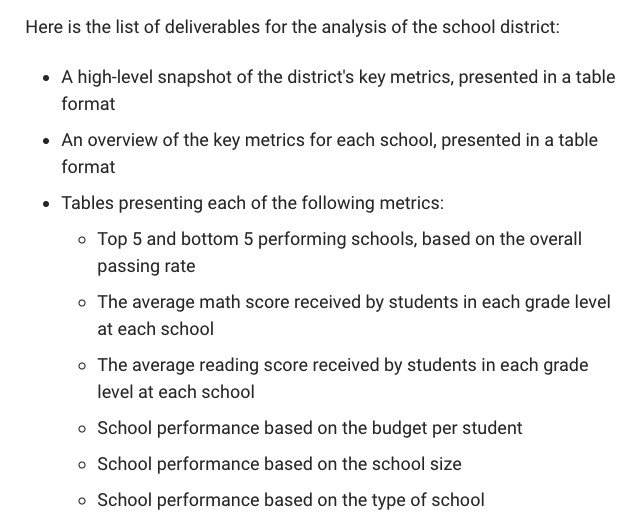 Here is the list of deliverables for the analysis of the school district:
• A high-level snapshot of the district's key metrics, presented in a table
format
• An overview of the key metrics for each school, presented in a table
format
• Tables presenting each of the following metrics:
○ Top 5 and bottom 5 performing schools, based on the overall
passing rate
○ The average math score received by students in each grade level
at each school
○ The average reading score received by students in each grade
level at each school
○ School performance based on the budget per student
○ School performance based on the school size
○ School performance based on the type of school